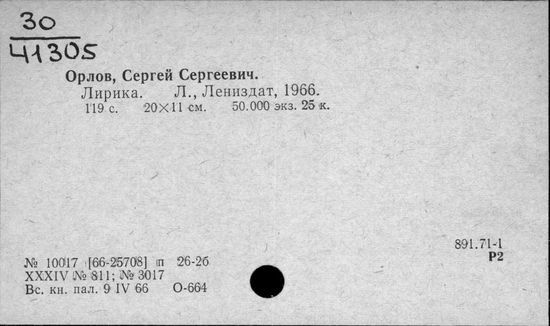 30
41305
Орлов, Сергей Сергеевич.
Лирика. Л., Лениздат, 1966.
119 с. 20×11 см. 50.000 экз. 25 к.
891.71-1
Р2
№ 10017 [66-25708] п 26-2б
XXXIV № 811; № 3017
Вс. кн. пал. 9 IV 66 О-664